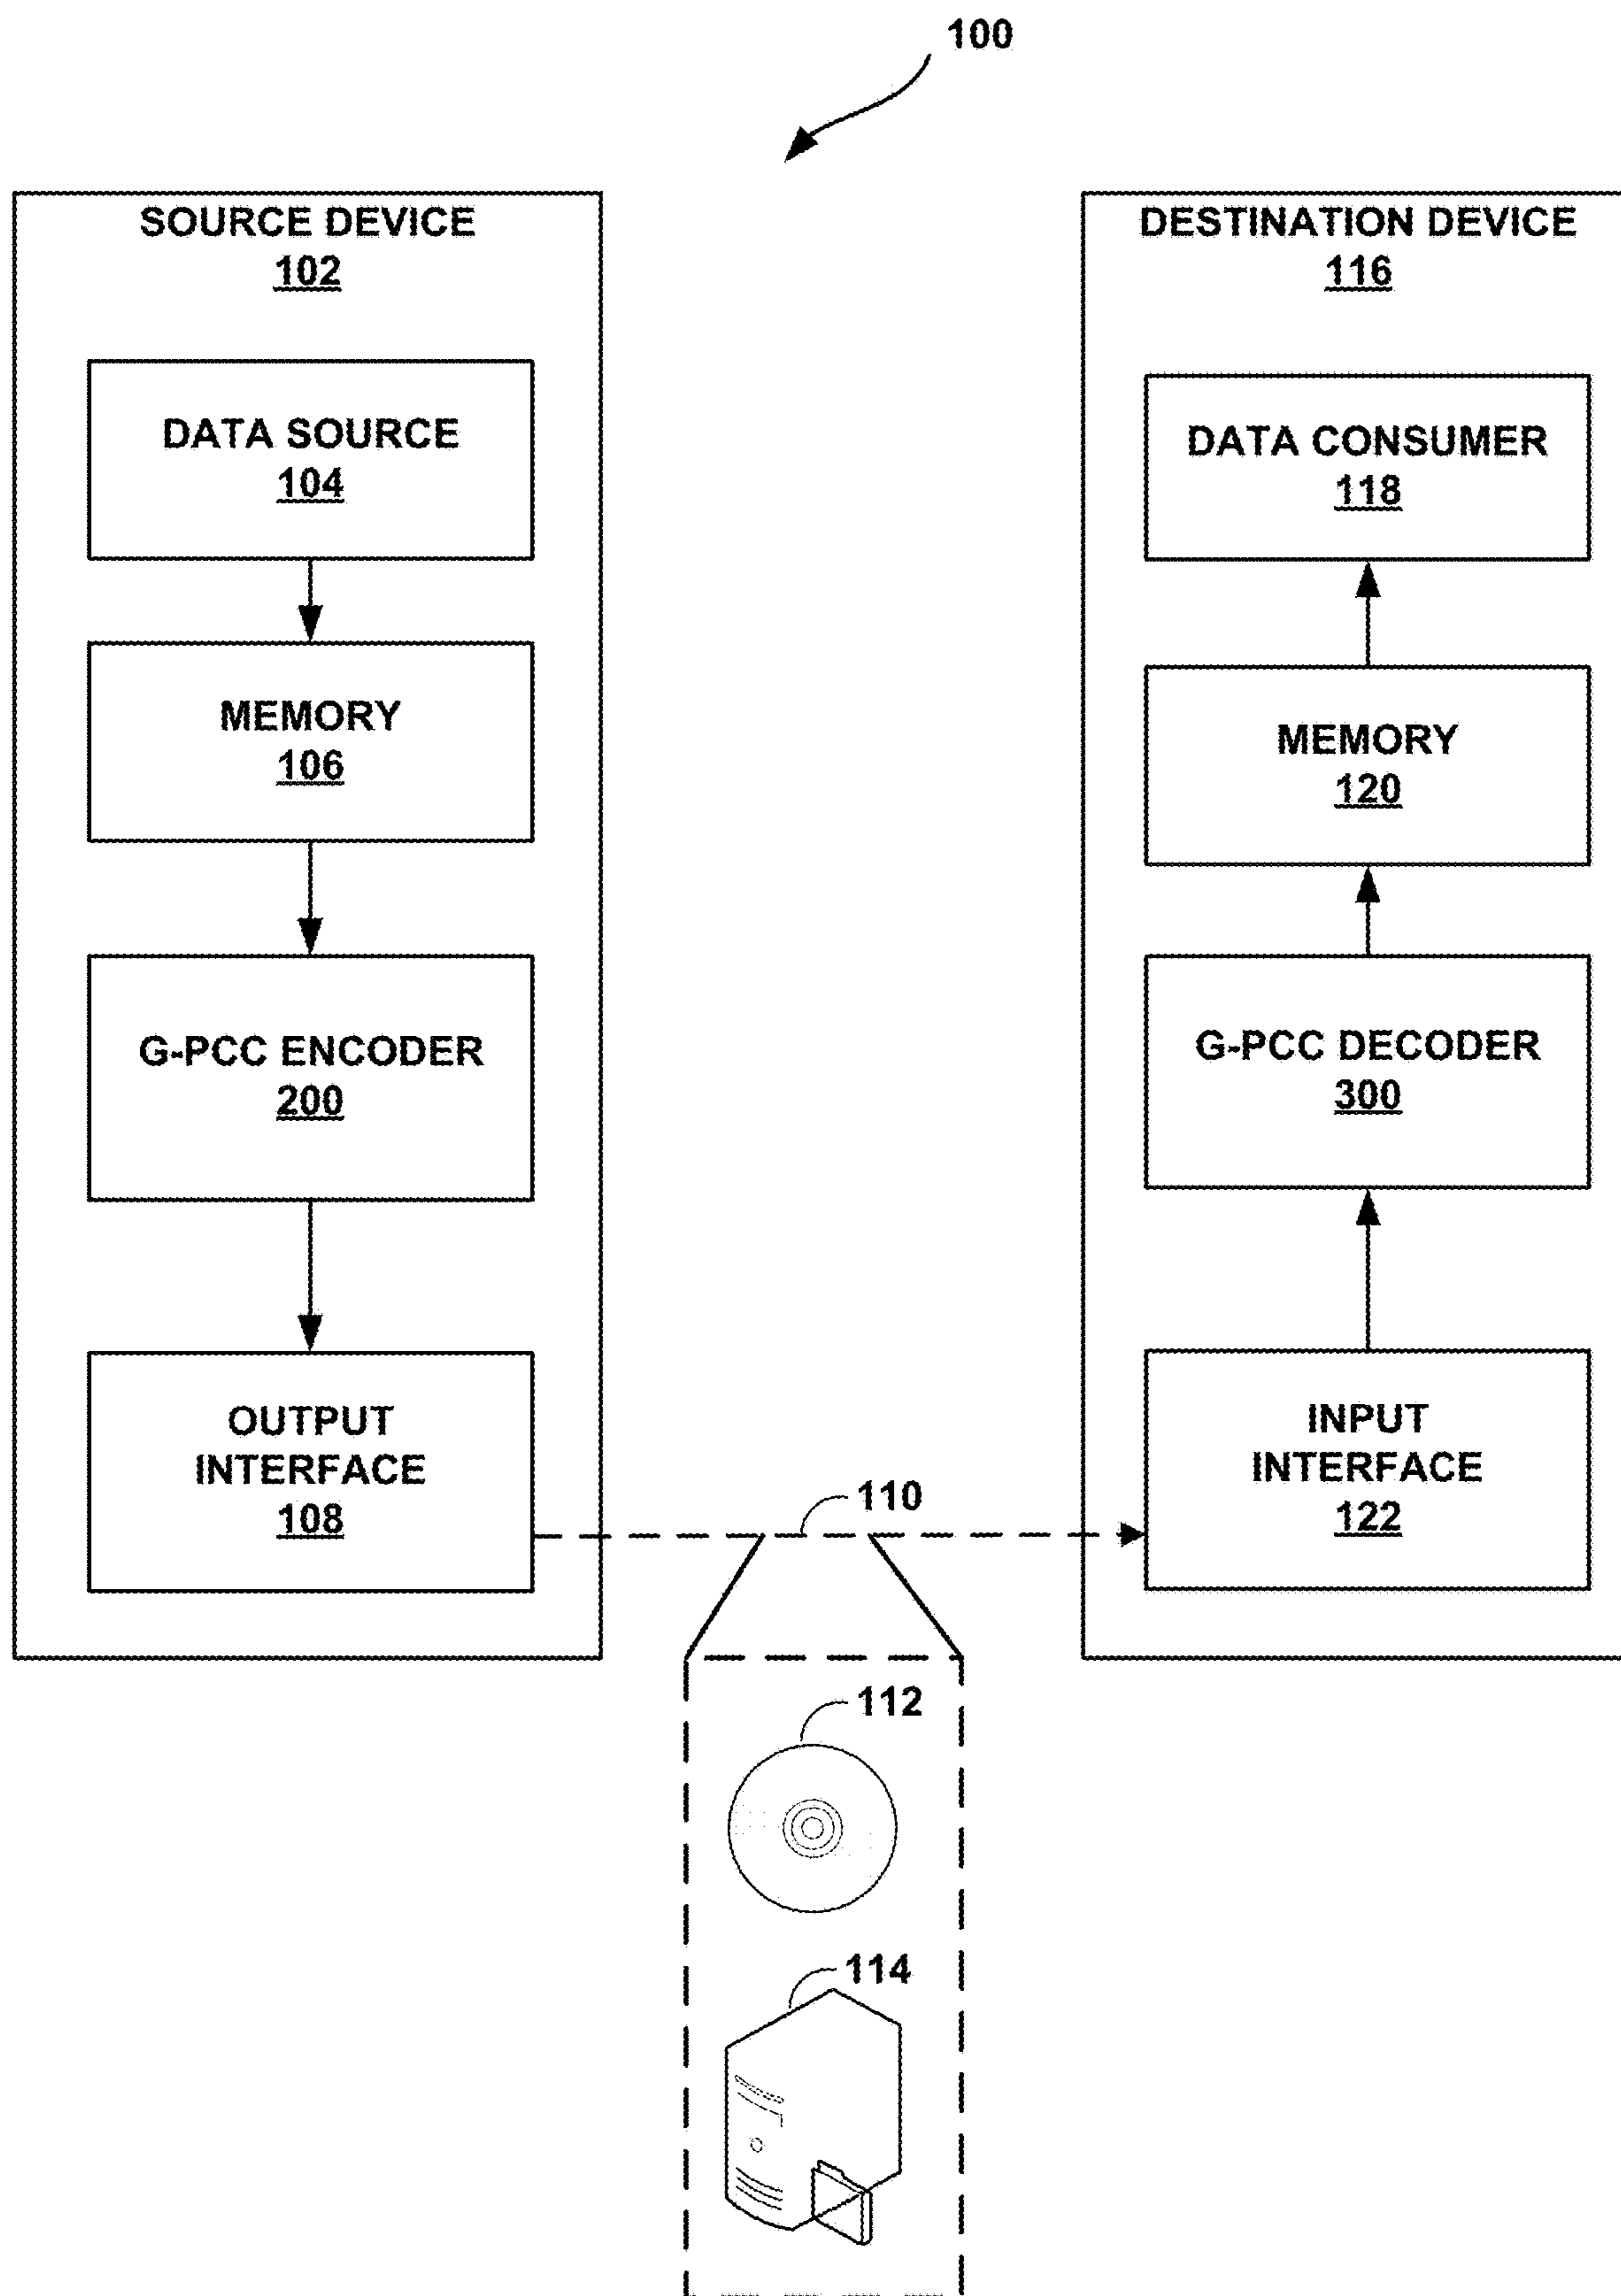 100
SOURCE DEVICE
102
DATA SOURCE
104
MEMORY
106
G-PCC ENCODER
200
OUTPUT
INTERFACE
108
DESTINATION DEVICE
116
DATA CONSUMER
118
MEMORY
120
G-PCC DECODER
300
INPUT
INTERFACE
122
110
112
114